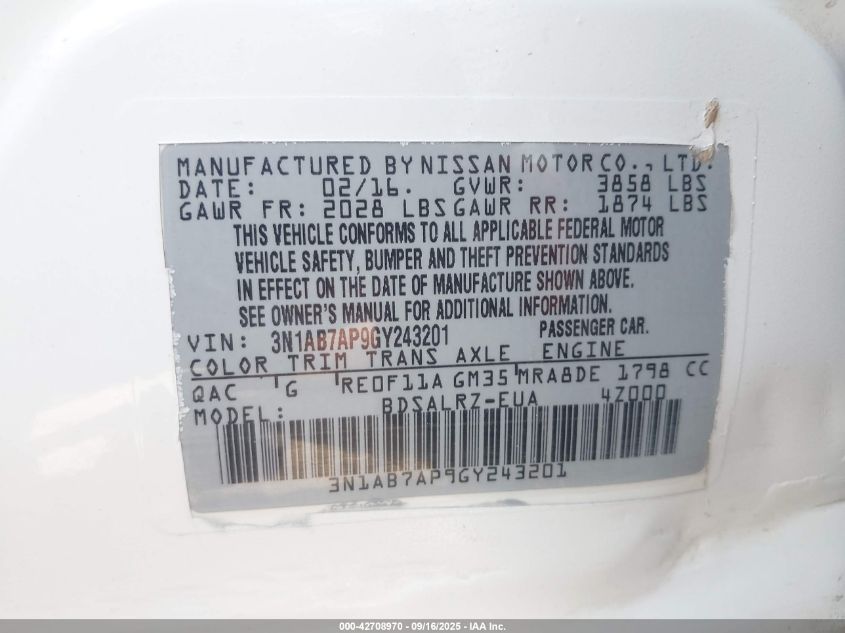 MANUFACTURED BY NISSAN MOTOR CO., LTD.
DATE: 02/16. GVWR: 3858 LBS
GAWR FR: 2028 LBS GAWR RR: 1874 LBS
THIS VEHICLE CONFORMS TO ALL APPLICABLE FEDERAL MOTOR
VEHICLE SAFETY, BUMPER AND THEFT PREVENTION STANDARDS
IN EFFECT ON THE DATE OF MANUFACTURE SHOWN ABOVE.
SEE OWNER'S MANUAL FOR ADDITIONAL INFORMATION.
VIN: 3N1AB7AP9GY243201 PASSENGER CAR.
COLOR TRIM TRANS AXLE ENGINE
QAC G RE0F11A GM35 MRA8DE 1798 CC
MODEL: BDSALRZ-EUA 4Z000
3N1AB7AP9GY243201
000-42708970 - 09/16/2025 - IAA Inc.